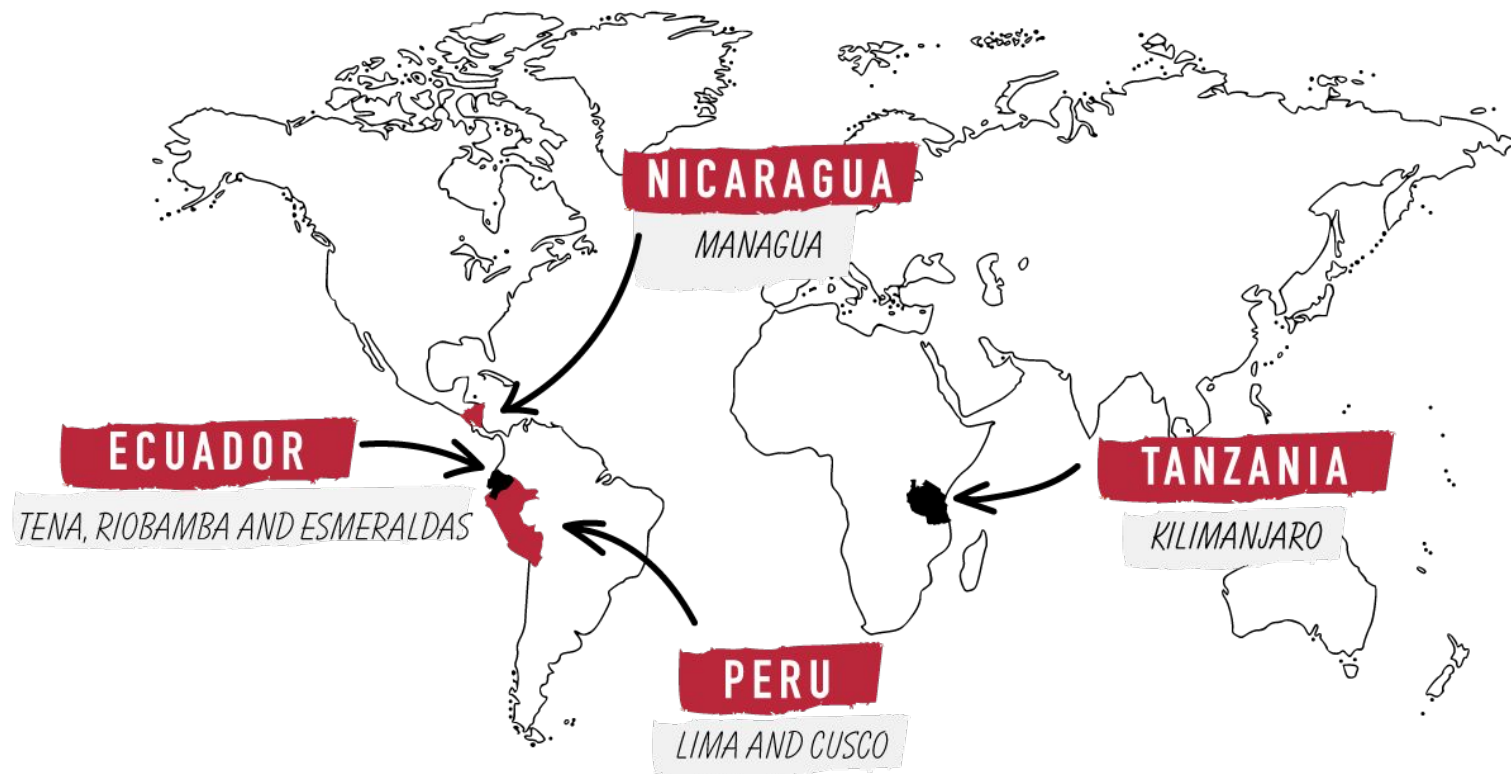 NICARAGUA
MANAGUA
ECUADOR
TENA, RIOBAMBA AND ESMERALDAS
TANZANIA
KILIMANJARO
PERU
LIMA AND CUSCO